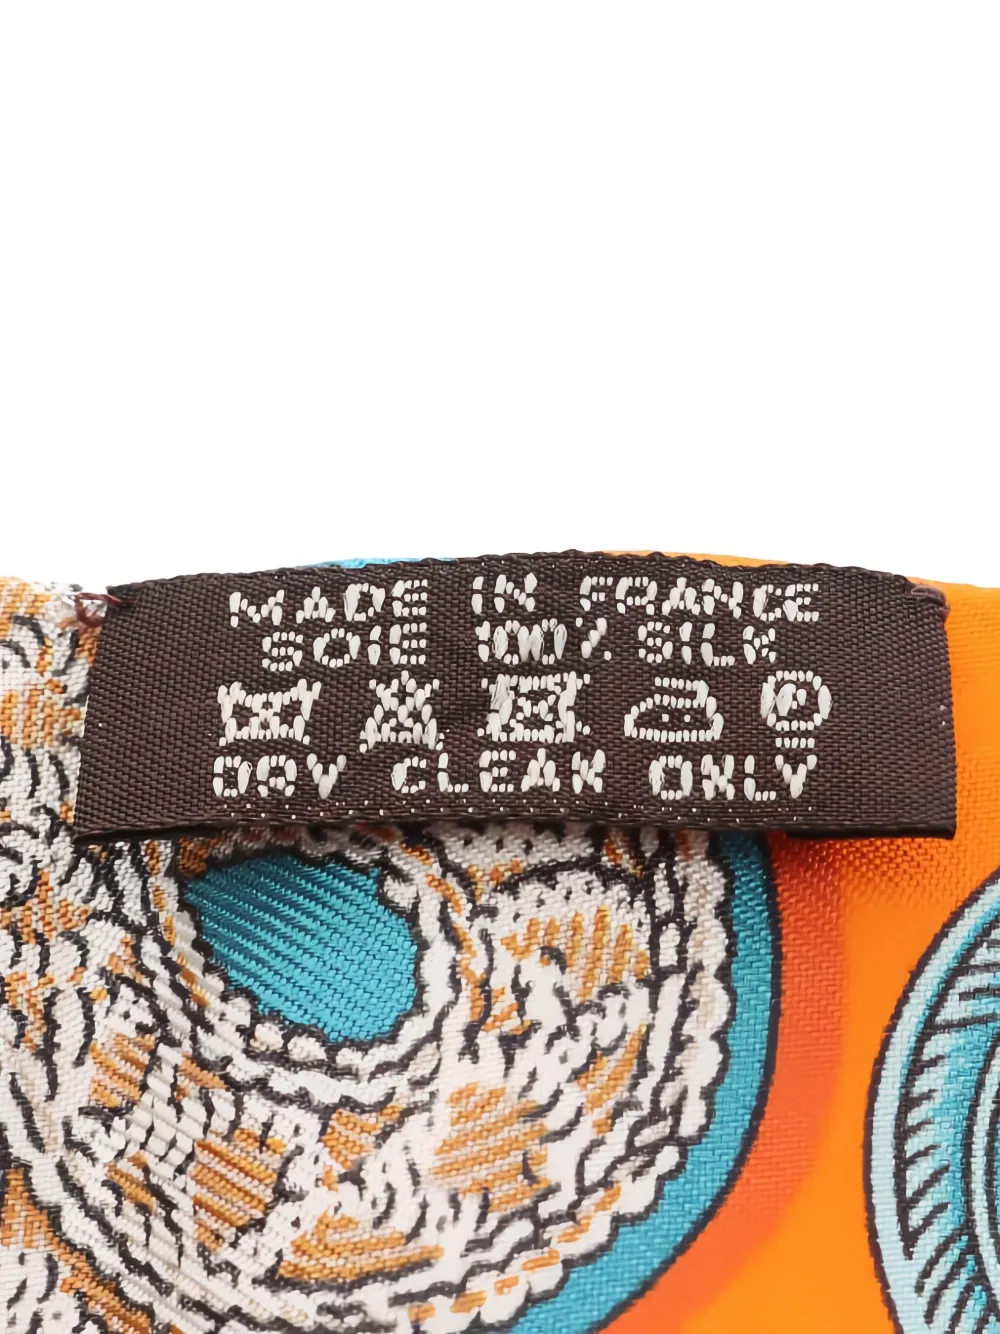 MADE IN FRANCE
SOIE 100% SILK
DRY CLEAN ONLY